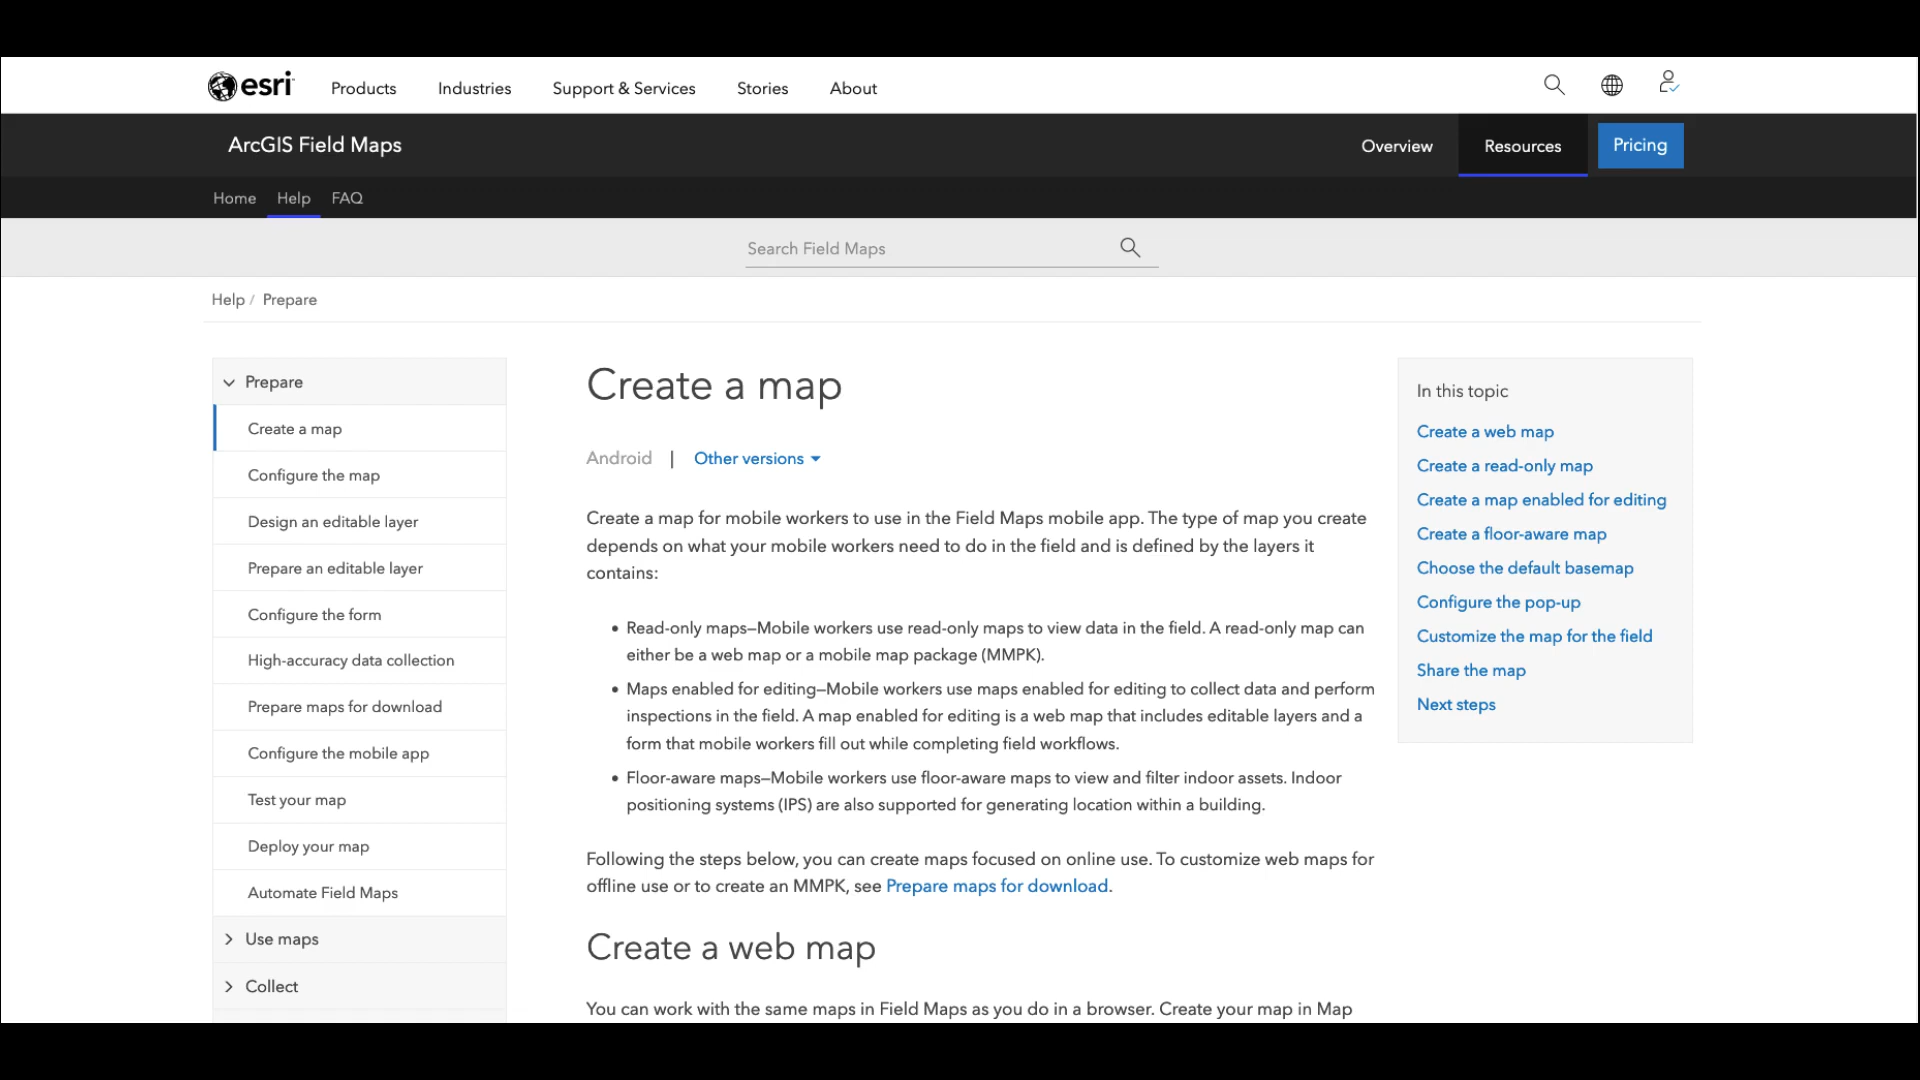 esri
Products Industries Support & Services Stories About
ArcGIS Field Maps Overview Resources Pricing
Home Help FAQ
Search Field Maps
Help / Prepare
Prepare
Create a map
Configure the map
Design an editable layer
Prepare an editable layer
Configure the form
High-accuracy data collection
Prepare maps for download
Configure the mobile app
Test your map
Deploy your map
Automate Field Maps
Use maps
Collect
Create a map
Android | Other versions
Create a map for mobile workers to use in the Field Maps mobile app. The type of map you create
depends on what your mobile workers need to do in the field and is defined by the layers it
contains:
• Read-only maps—Mobile workers use read-only maps to view data in the field. A read-only map can
either be a web map or a mobile map package (MMPK).
• Maps enabled for editing—Mobile workers use maps enabled for editing to collect data and perform
inspections in the field. A map enabled for editing is a web map that includes editable layers and a
form that mobile workers fill out while completing field workflows.
• Floor-aware maps—Mobile workers use floor-aware maps to view and filter indoor assets. Indoor
positioning systems (IPS) are also supported for generating location within a building.
Following the steps below, you can create maps focused on online use. To customize web maps for
offline use or to create an MMPK, see Prepare maps for download.
Create a web map
You can work with the same maps in Field Maps as you do in a browser. Create your map in Map
In this topic
Create a web map
Create a read-only map
Create a map enabled for editing
Create a floor-aware map
Choose the default basemap
Configure the pop-up
Customize the map for the field
Share the map
Next steps